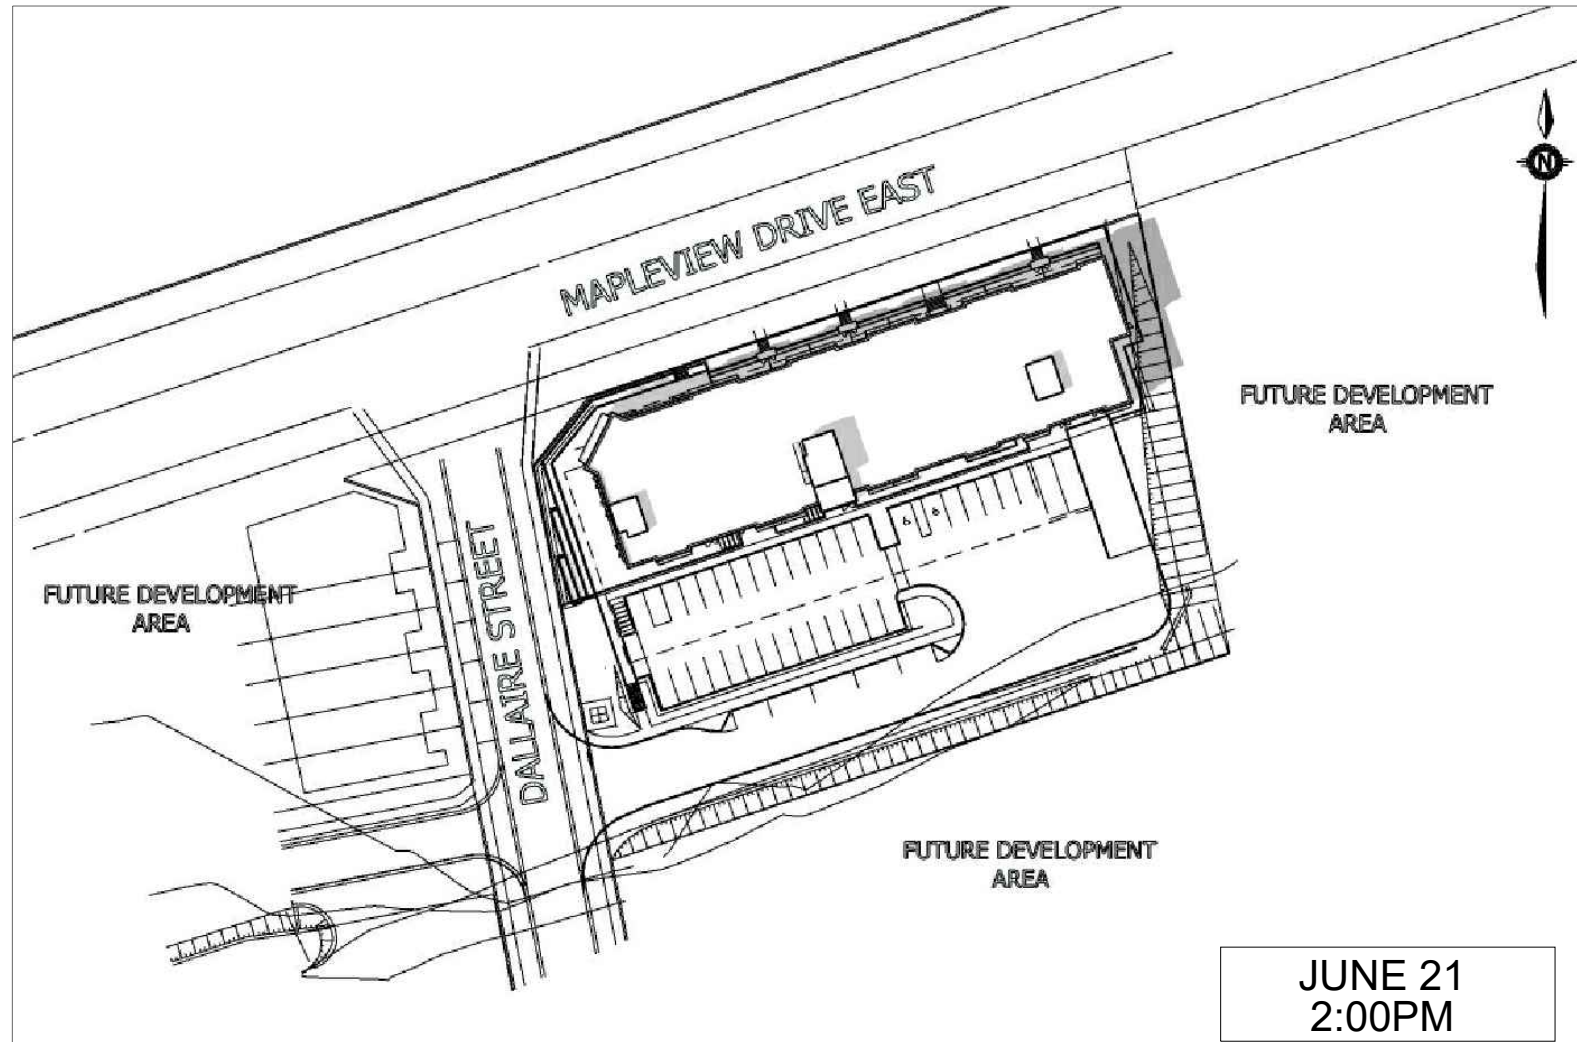 MAPLEVIEW DRIVE EAST
N
FUTURE DEVELOPMENT
AREA
FUTURE DEVELOPMENT
AREA
DALLAIRE STREET
FUTURE DEVELOPMENT
AREA
JUNE 21
2:00PM